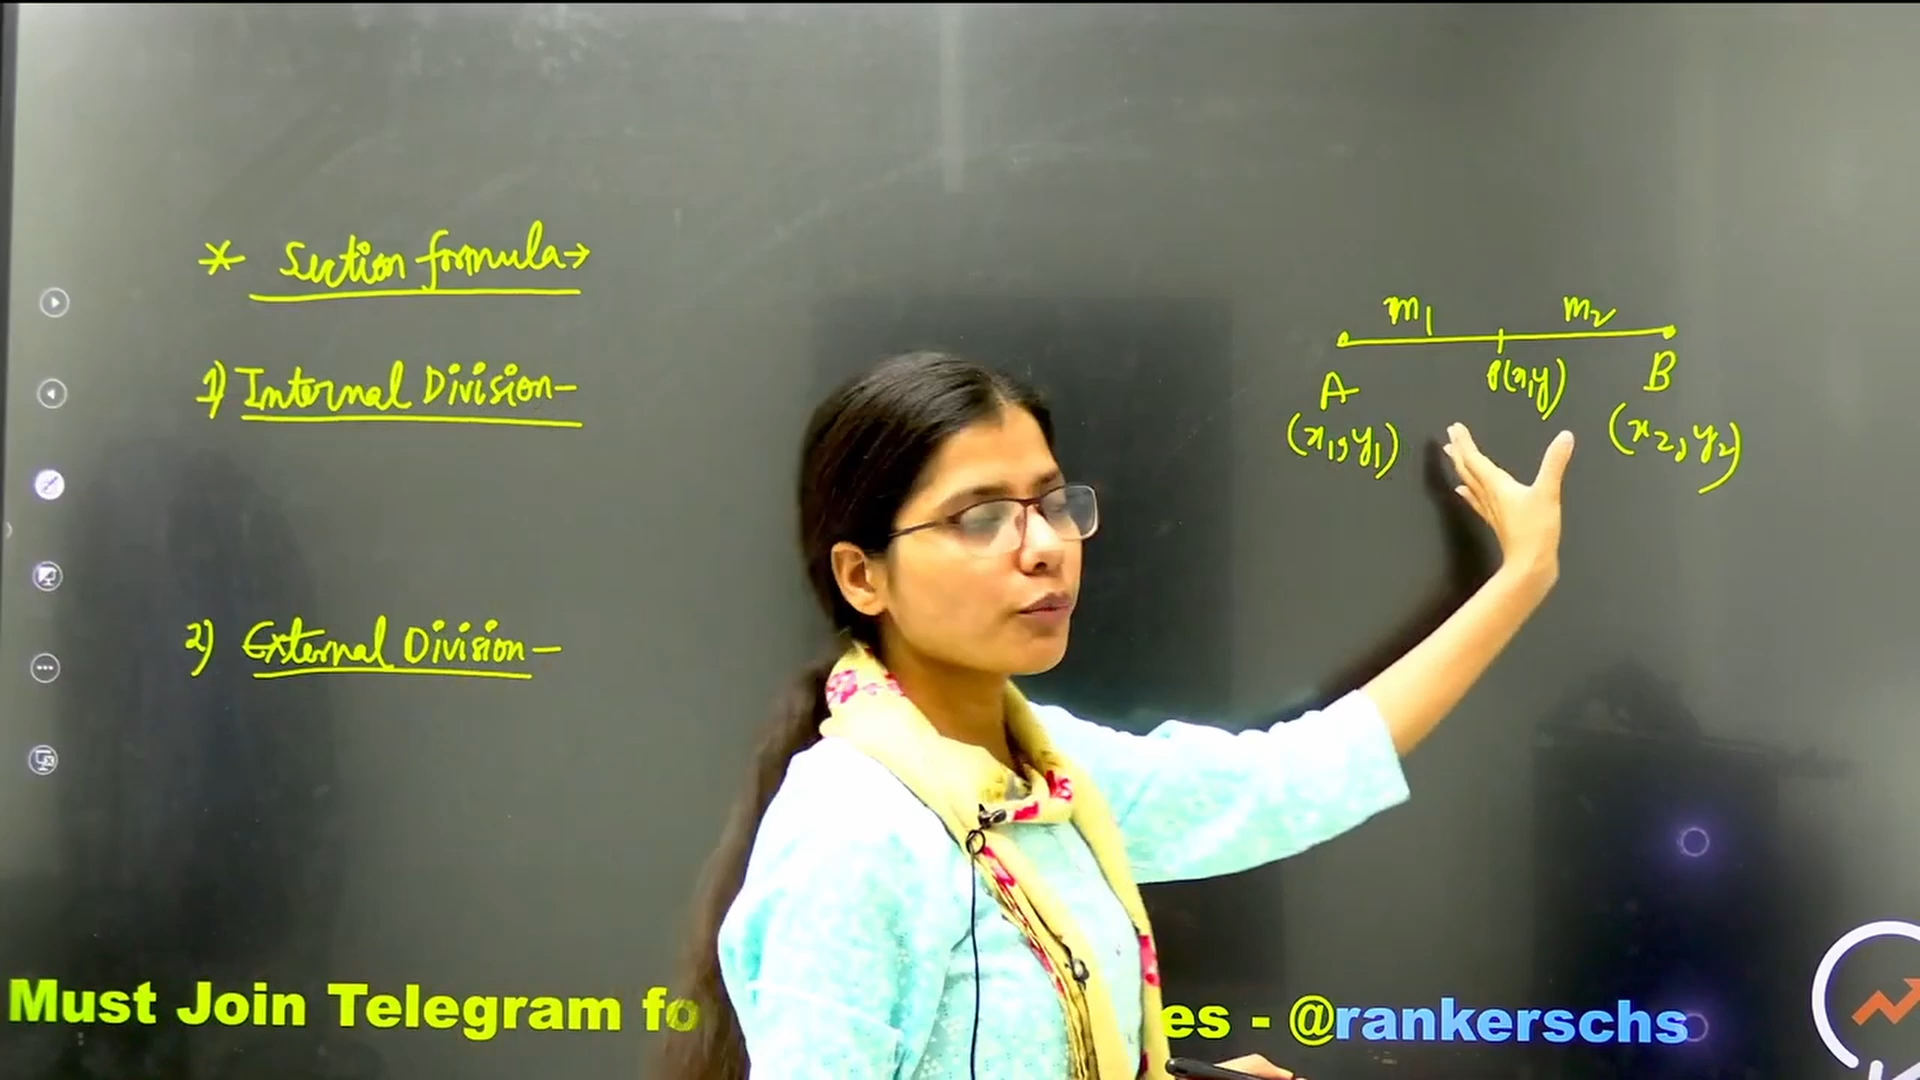 * Section formula→
1) Internal Division-
2) External Division-
m1 m2
A P(x,y) B
(x1, y1) (x2, y2)
Must Join Telegram es - @rankerschs